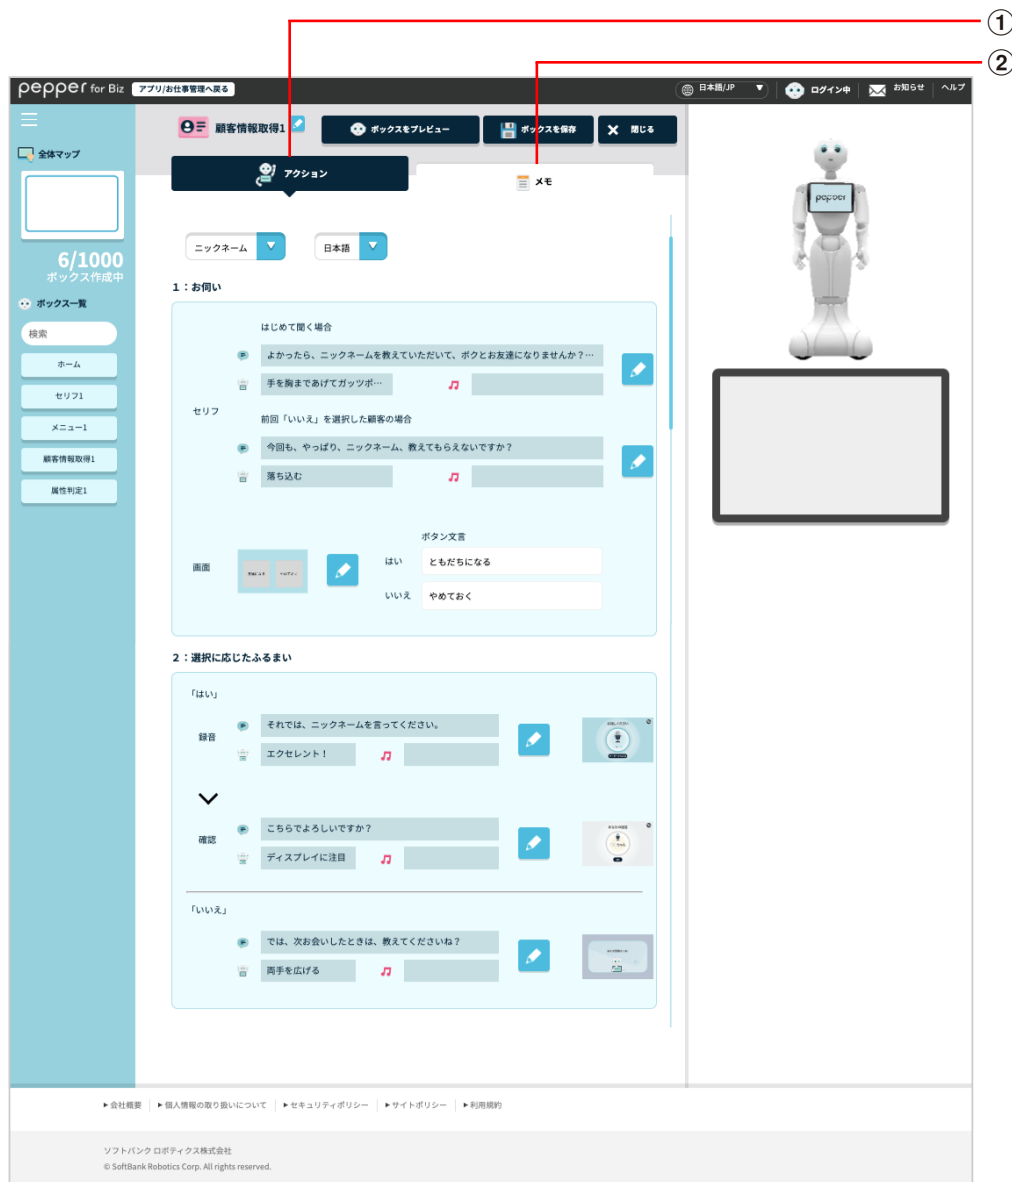 ①
②
pepper for Biz アプリ/お仕事管理へ戻る 日本語/JP ▼ ログイン中 お知らせ ヘルプ
全体マップ
6/1000
ボックス作成中
ボックス一覧
検索
ホーム
セリフ1
メニュー1
顧客情報取得1
属性判定1
顧客情報取得1 ボックスをプレビュー ボックスを保存 閉じる
アクション メモ
ニックネーム ▼ 日本語 ▼
1：お伺い
はじめて聞く場合
よかったら、ニックネームを教えていただいて、ボクとお友達になりませんか？…
手を胸まであげてガッツポ…
セリフ
前回「いいえ」を選択した顧客の場合
今回も、やっぱり、ニックネーム、教えてもらえないですか？
落ち込む
ボタン文言
画面 はい ともだちになる
いいえ やめておく
2：選択に応じたふるまい
「はい」
録音 それでは、ニックネームを言ってください。
エクセレント！
確認 こちらでよろしいですか？
ディスプレイに注目
「いいえ」
では、次お会いしたときは、教えてくださいね？
両手を広げる
pepper
▶会社概要 ▶個人情報の取り扱いについて ▶セキュリティポリシー ▶サイトポリシー ▶利用規約
ソフトバンク ロボティクス株式会社
© SoftBank Robotics Corp. All rights reserved.